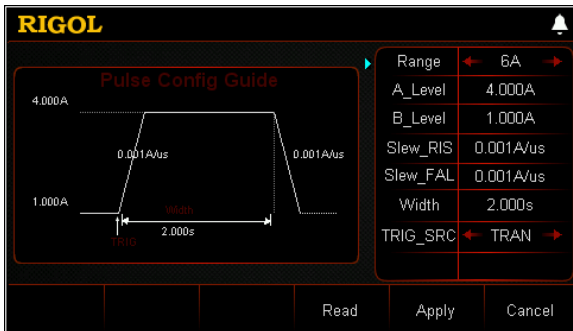 RIGOL
Pulse Config Guide
4.000A
0.001A/us
0.001A/us
1.000A
Width
2.000s
TRIG
Range 6A
A_Level 4.000A
B_Level 1.000A
Slew_RIS 0.001A/us
Slew_FAL 0.001A/us
Width 2.000s
TRIG_SRC TRAN
Read Apply Cancel